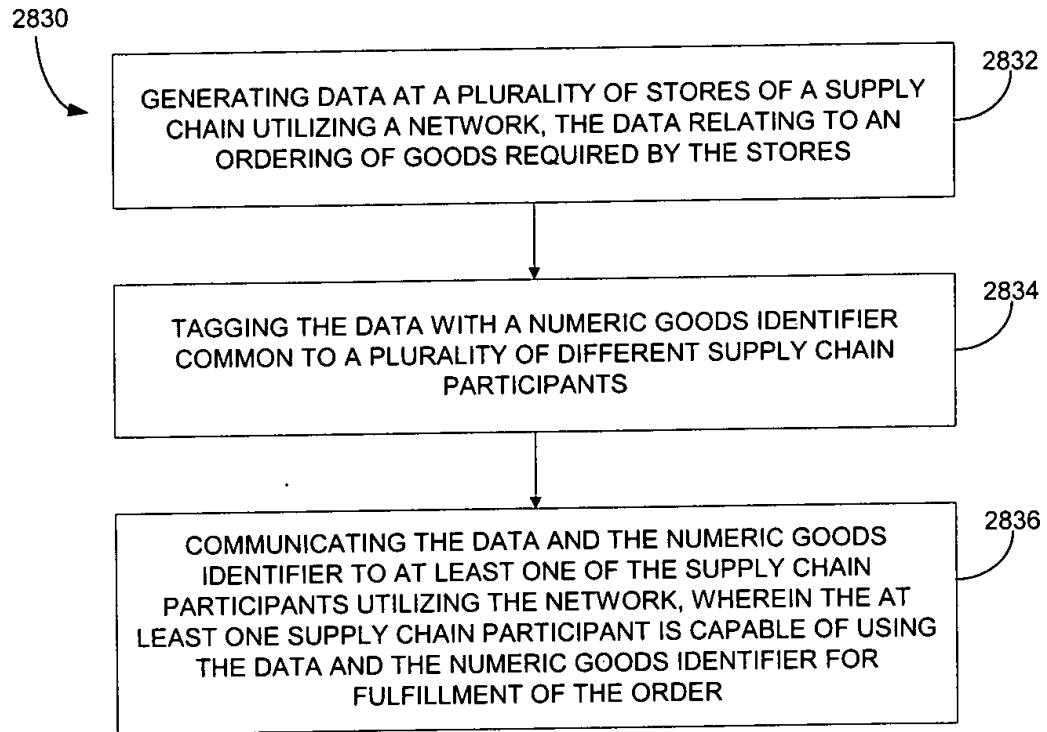 2830
2832
GENERATING DATA AT A PLURALITY OF STORES OF A SUPPLY
CHAIN UTILIZING A NETWORK, THE DATA RELATING TO AN
ORDERING OF GOODS REQUIRED BY THE STORES
2834
TAGGING THE DATA WITH A NUMERIC GOODS IDENTIFIER
COMMON TO A PLURALITY OF DIFFERENT SUPPLY CHAIN
PARTICIPANTS
2836
COMMUNICATING THE DATA AND THE NUMERIC GOODS
IDENTIFIER TO AT LEAST ONE OF THE SUPPLY CHAIN
PARTICIPANTS UTILIZING THE NETWORK, WHEREIN THE AT
LEAST ONE SUPPLY CHAIN PARTICIPANT IS CAPABLE OF USING
THE DATA AND THE NUMERIC GOODS IDENTIFIER FOR
FULFILLMENT OF THE ORDER